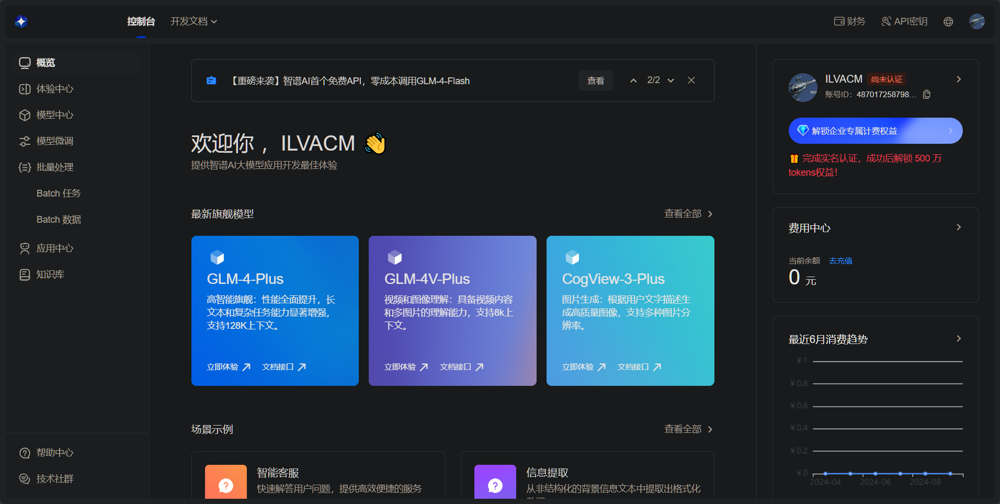 控制台
开发文档
财务
API密钥
概览
体验中心
模型中心
模型微调
批量处理
Batch 任务
Batch 数据
应用中心
知识库
帮助中心
技术社群
【重磅来袭】智谱AI首个免费API，零成本调用GLM-4-Flash
查看
2/2
欢迎你 ，ILVACM 👋
提供智谱AI大模型应用开发最佳体验
最新旗舰模型
查看全部
GLM-4-Plus
高智能旗舰：性能全面提升，长
文本和复杂任务能力显著增强，
支持128K上下文。
立即体验
文档接口
GLM-4V-Plus
视频和图像理解：具备视频内容
和多图片的理解能力，支持8k上
下文。
立即体验
文档接口
CogView-3-Plus
图片生成：根据用户文字描述生
成高质量图像，支持多种图片分
辨率。
立即体验
文档接口
场景示例
查看全部
智能客服
快速解答用户问题，提供高效便捷的服务
信息提取
从非结构化的背景信息文本中提取出格式化
ILVACM
尚未认证
账号ID：487017258798...
解锁企业专属计费权益
🎁 完成实名认证，成功后解锁 500 万
tokens权益！
费用中心
当前余额
去充值
0 元
最近6月消费趋势
¥ 1
¥ 0.8
¥ 0.6
¥ 0.4
¥ 0.2
¥ 0
2024-04
2024-06
2024-08